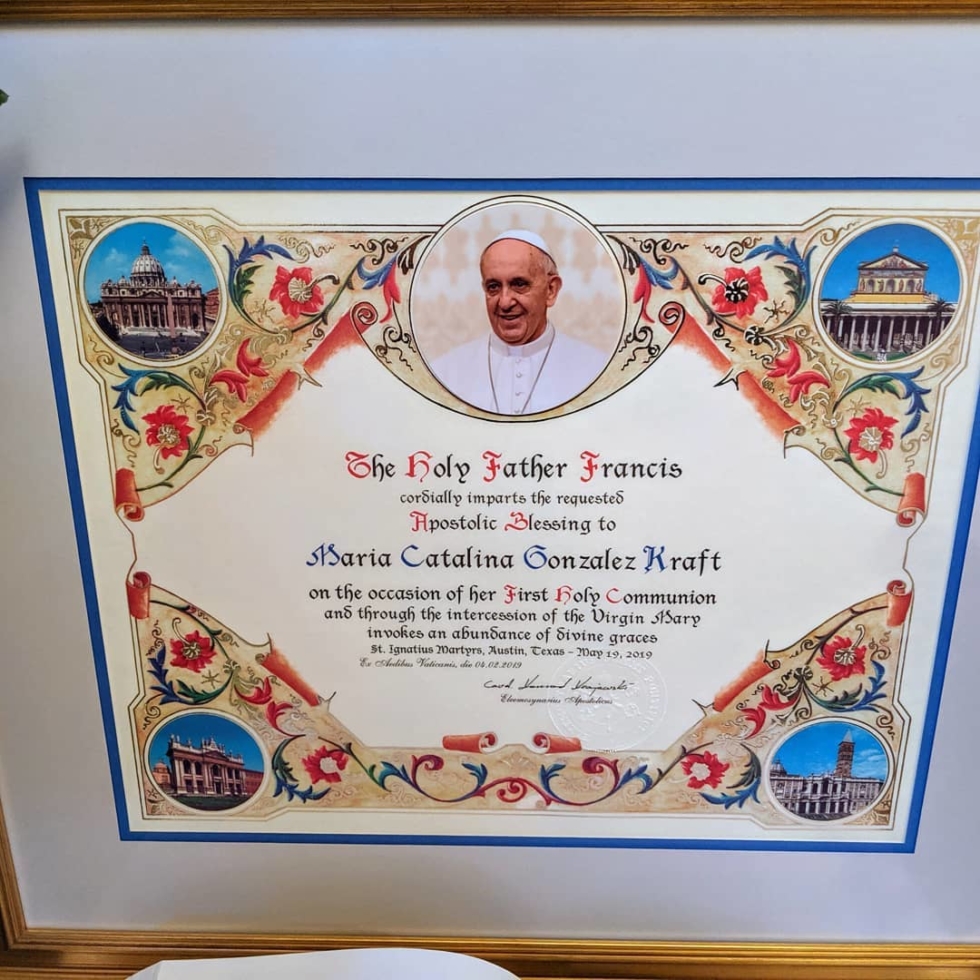 The Holy Father Francis
cordially imparts the requested
Apostolic Blessing to
Maria Catalina Gonzalez Kraft
on the occasion of her First Holy Communion
and through the intercession of the Virgin Mary
invokes an abundance of divine graces
St. Ignatius Martyrs, Austin, Texas - May 19, 2019
Ex Aedibus Vaticanis, die 04.02.2019
Eleemosynarius Apostolicus